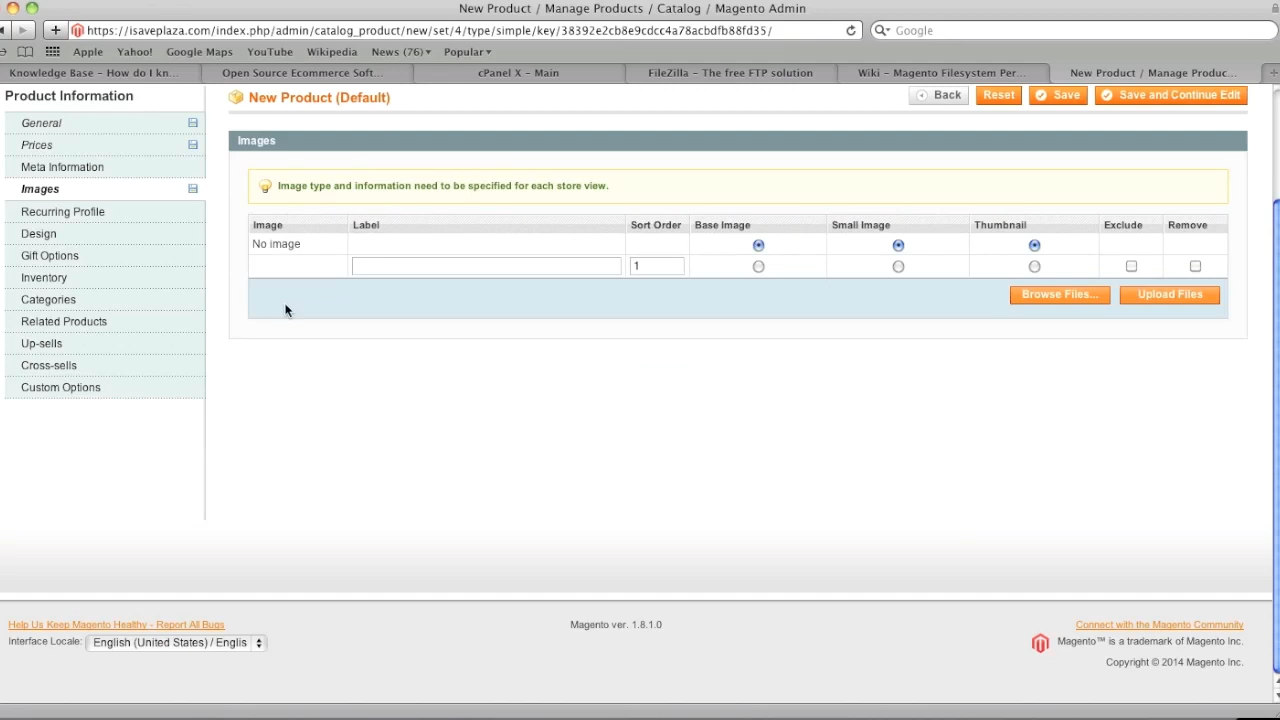 New Product / Manage Products / Catalog / Magento Admin
https://isaveplaza.com/index.php/admin/catalog_product/new/set/4/type/simple/key/38392e2cb8e9cdcc4a78acbdfb88fd35/
Google
Apple Yahoo! Google Maps YouTube Wikipedia News (76) Popular
Knowledge Base – How do I kn... Open Source Ecommerce Soft... cPanel X – Main FileZilla – The free FTP solution Wiki – Magento Filesystem Per... New Product / Manage Produc...
Product Information
General
Prices
Meta Information
Images
Recurring Profile
Design
Gift Options
Inventory
Categories
Related Products
Up-sells
Cross-sells
Custom Options
New Product (Default)
Back Reset Save Save and Continue Edit
Images
Image type and information need to be specified for each store view.
Image Label Sort Order Base Image Small Image Thumbnail Exclude Remove
No image
1
Browse Files... Upload Files
Help Us Keep Magento Healthy - Report All Bugs
Interface Locale: English (United States) / Englis
Magento ver. 1.8.1.0
Connect with the Magento Community
Magento™ is a trademark of Magento Inc.
Copyright © 2014 Magento Inc.